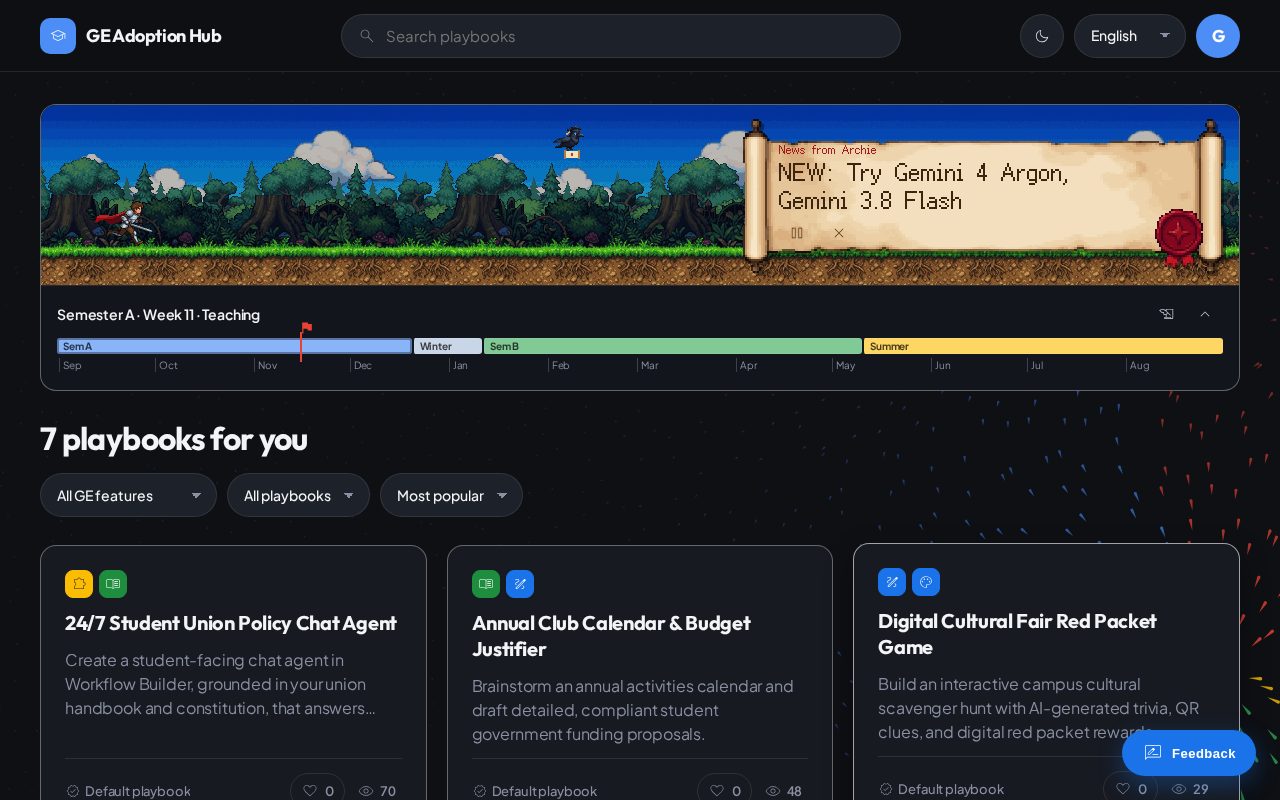 GE Adoption Hub
Search playbooks
English
G
News from Archie
NEW: Try Gemini 4 Argon,
Gemini 3.8 Flash
Semester A · Week 11 · Teaching
Sem A
Winter
Sem B
Summer
Sep
Oct
Nov
Dec
Jan
Feb
Mar
Apr
May
Jun
Jul
Aug
7 playbooks for you
All GE features
All playbooks
Most popular
24/7 Student Union Policy Chat Agent
Create a student-facing chat agent in
Workflow Builder, grounded in your union
handbook and constitution, that answers...
Default playbook
0
70
Annual Club Calendar & Budget
Justifier
Brainstorm an annual activities calendar and
draft detailed, compliant student
government funding proposals.
Default playbook
0
48
Digital Cultural Fair Red Packet
Game
Build an interactive campus cultural
scavenger hunt with AI-generated trivia, QR
clues, and digital red packet rewards.
Default playbook
0
29
Feedback